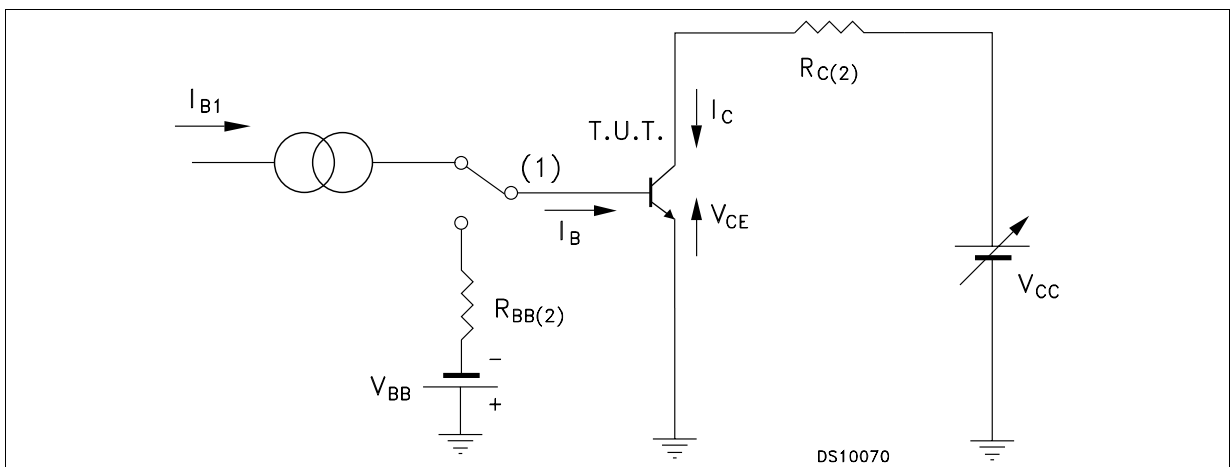 I_B1
R_C(2)
I_C
T.U.T.
(1)
I_B
V_CE
R_BB(2)
V_CC
−
V_BB
+
DS10070